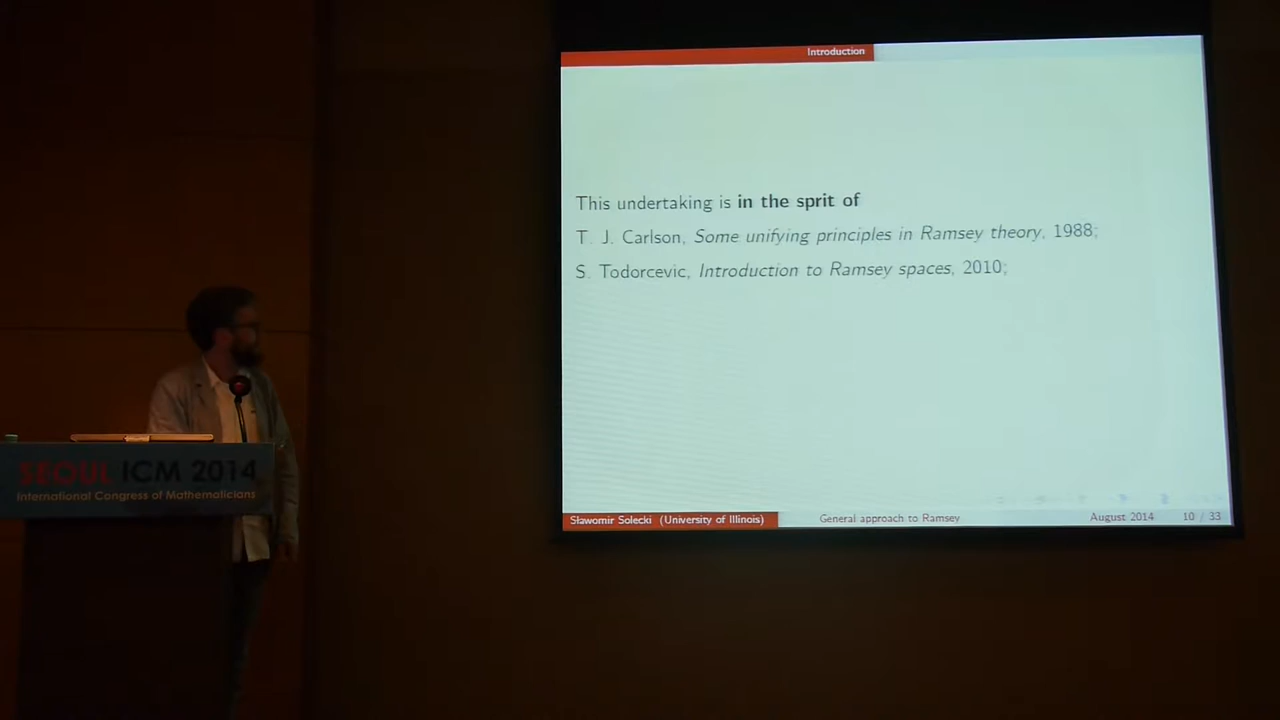 Introduction
This undertaking is in the sprit of
T. J. Carlson, Some unifying principles in Ramsey theory, 1988;
S. Todorcevic, Introduction to Ramsey spaces, 2010;
Sławomir Solecki (University of Illinois) General approach to Ramsey August 2014 10 / 33
SEOUL ICM 2014
International Congress of Mathematicians